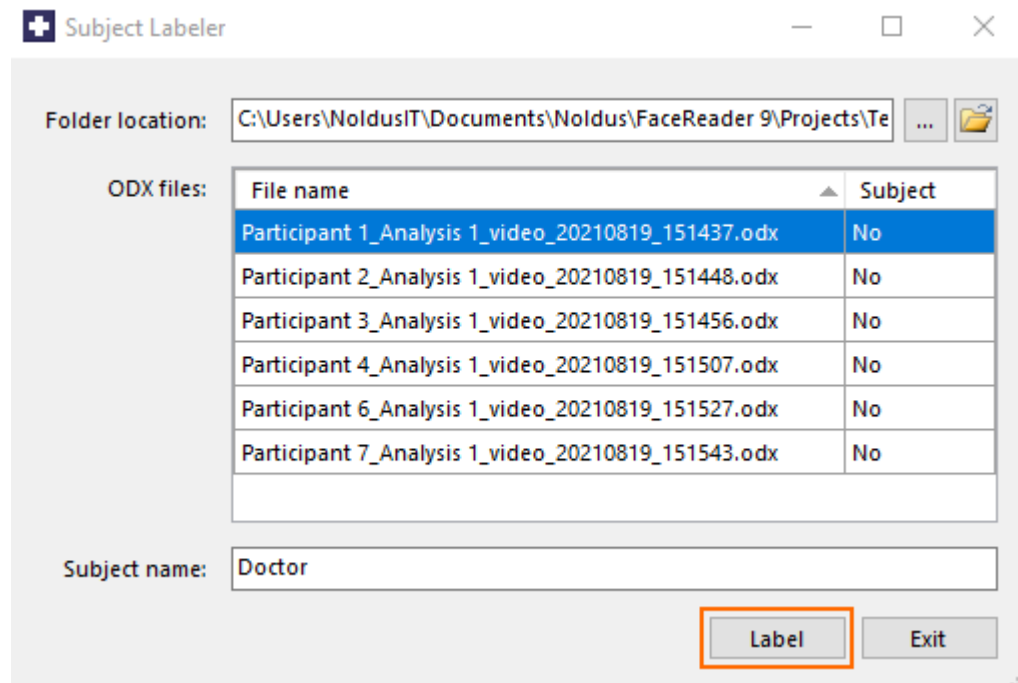 Subject Labeler
Folder location: C:\Users\NoldusIT\Documents\Noldus\FaceReader 9\Projects\Te ...
ODX files: File name Subject
Participant 1_Analysis 1_video_20210819_151437.odx No
Participant 2_Analysis 1_video_20210819_151448.odx No
Participant 3_Analysis 1_video_20210819_151456.odx No
Participant 4_Analysis 1_video_20210819_151507.odx No
Participant 6_Analysis 1_video_20210819_151527.odx No
Participant 7_Analysis 1_video_20210819_151543.odx No
Subject name: Doctor
Label Exit